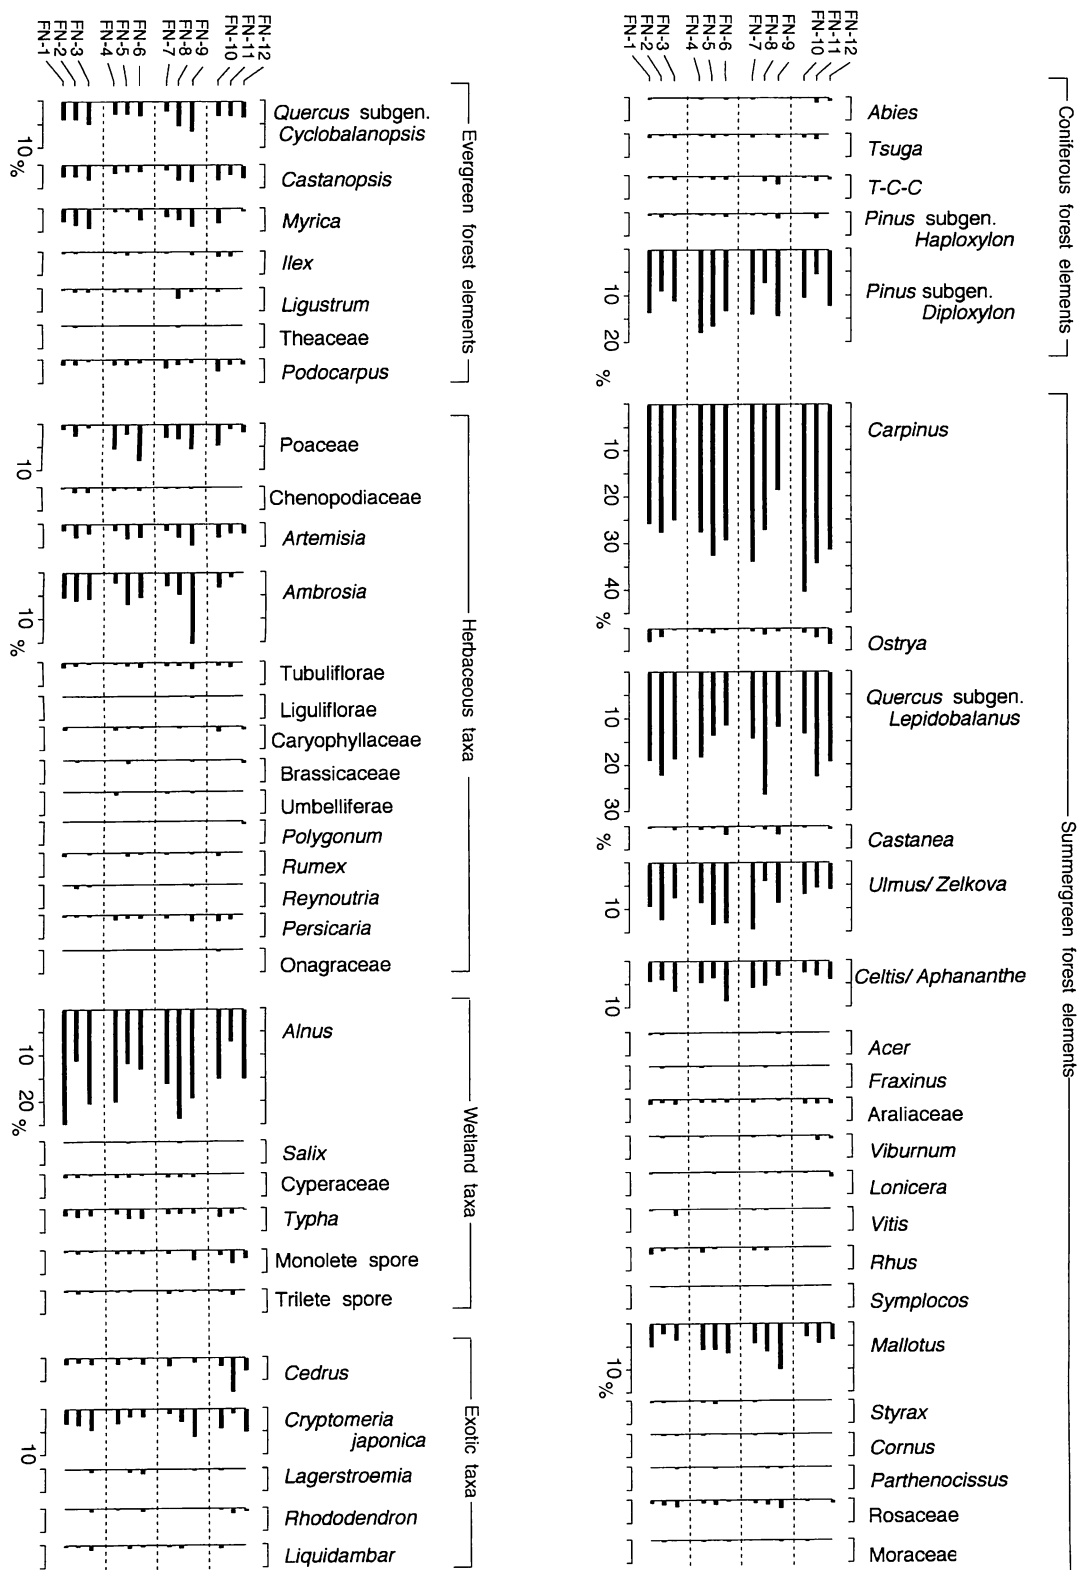 FN-12
FN-11
FN-10
FN-9
FN-8
FN-7
FN-6
FN-5
FN-4
FN-3
FN-2
FN-1
Coniferous forest elements
Abies
Tsuga
T-C-C
Pinus subgen.
Haploxylon
Pinus subgen.
Diploxylon
10
20
%
Summergreen forest elements
Carpinus
10
20
30
40
%
Ostrya
Quercus subgen.
Lepidobalanus
10
20
30
%
Castanea
Ulmus/ Zelkova
10
Celtis/ Aphananthe
10
Acer
Fraxinus
Araliaceae
Viburnum
Lonicera
Vitis
Rhus
Symplocos
Mallotus
10
%
Styrax
Cornus
Parthenocissus
Rosaceae
Moraceae
FN-12
FN-11
FN-10
FN-9
FN-8
FN-7
FN-6
FN-5
FN-4
FN-3
FN-2
FN-1
Evergreen forest elements
Quercus subgen.
Cyclobalanopsis
10
%
Castanopsis
Myrica
Ilex
Ligustrum
Theaceae
Podocarpus
Herbaceous taxa
Poaceae
10
Chenopodiaceae
Artemisia
Ambrosia
10
%
Tubuliflorae
Liguliflorae
Caryophyllaceae
Brassicaceae
Umbelliferae
Polygonum
Rumex
Reynoutria
Persicaria
Onagraceae
Wetland taxa
Alnus
10
20
%
Salix
Cyperaceae
Typha
Monolete spore
Trilete spore
Exotic taxa
Cedrus
Cryptomeria
japonica
10
Lagerstroemia
Rhododendron
Liquidambar